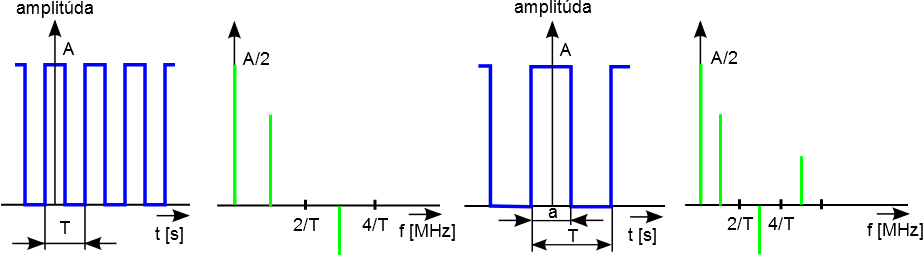 amplitúda
A
T
t [s]
A/2
2/T
4/T
f [MHz]
amplitúda
A
a
T
t [s]
A/2
2/T
4/T
f [MHz]